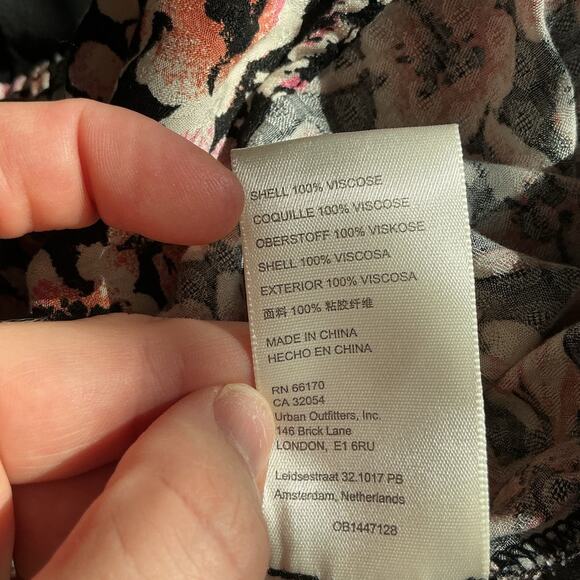 SHELL 100% VISCOSE
COQUILLE 100% VISCOSE
OBERSTOFF 100% VISKOSE
SHELL 100% VISCOSA
EXTERIOR 100% VISCOSA
面料 100% 粘胶纤维
MADE IN CHINA
HECHO EN CHINA
RN 66170
CA 32054
Urban Outfitters, Inc.
146 Brick Lane
LONDON, E1 6RU
Leidsestraat 32.1017 PB
Amsterdam, Netherlands
OB1447128